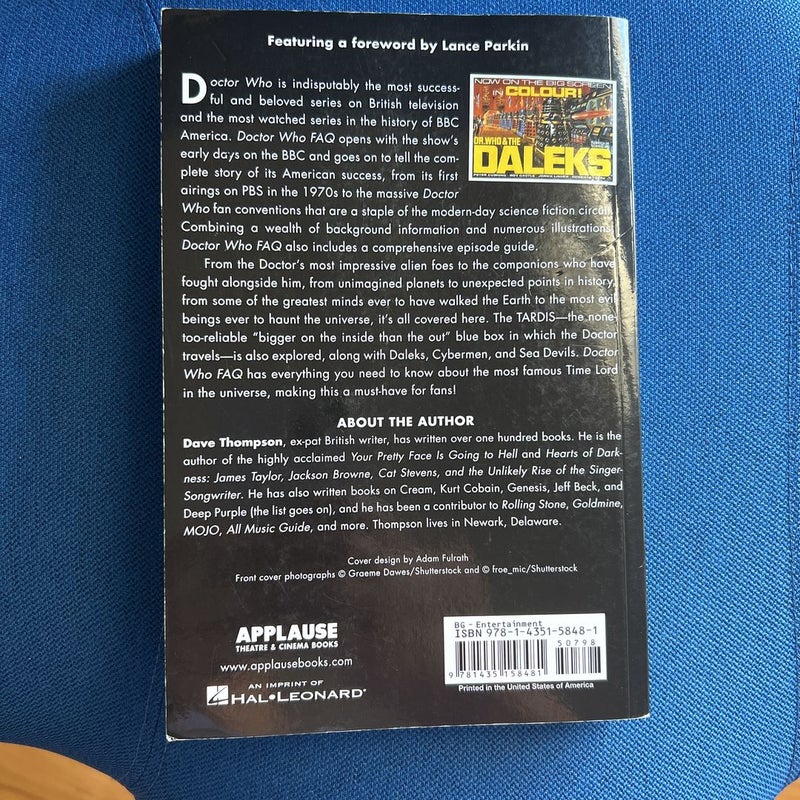 Featuring a foreword by Lance Parkin
Doctor Who is indisputably the most success-
ful and beloved series on British television
and the most watched series in the history of BBC
America. Doctor Who FAQ opens with the show's
early days on the BBC and goes on to tell the com-
plete story of its American success, from its first
airings on PBS in the 1970s to the massive Doctor
Who fan conventions that are a staple of the modern-day science fiction circuit.
Combining a wealth of background information and numerous illustrations,
Doctor Who FAQ also includes a comprehensive episode guide.
From the Doctor's most impressive alien foes to the companions who have
fought alongside him, from unimagined planets to unexpected points in history,
from some of the greatest minds ever to have walked the Earth to the most evil
beings ever to haunt the universe, it's all covered here. The TARDIS—the none-
too-reliable "bigger on the inside than the out" blue box in which the Doctor
travels—is also explored, along with Daleks, Cybermen, and Sea Devils. Doctor
Who FAQ has everything you need to know about the most famous Time Lord
in the universe, making this a must-have for fans!
NOW ON THE BIG SCREEN
IN COLOUR!
DR. WHO & THE
DALEKS
ABOUT THE AUTHOR
Dave Thompson, ex-pat British writer, has written over one hundred books. He is the
author of the highly acclaimed Your Pretty Face Is Going to Hell and Hearts of Dark-
ness: James Taylor, Jackson Browne, Cat Stevens, and the Unlikely Rise of the Singer-
Songwriter. He has also written books on Cream, Kurt Cobain, Genesis, Jeff Beck, and
Deep Purple (the list goes on), and he has been a contributor to Rolling Stone, Goldmine,
MOJO, All Music Guide, and more. Thompson lives in Newark, Delaware.
Cover design by Adam Fulrath
Front cover photographs © Graeme Dawes/Shutterstock and © froe_mic/Shutterstock
APPLAUSE
THEATRE & CINEMA BOOKS
www.applausebooks.com
AN IMPRINT OF
HAL•LEONARD®
BG - Entertainment
ISBN 978-1-4351-5848-1
50798
9 781435 158481
Printed in the United States of America